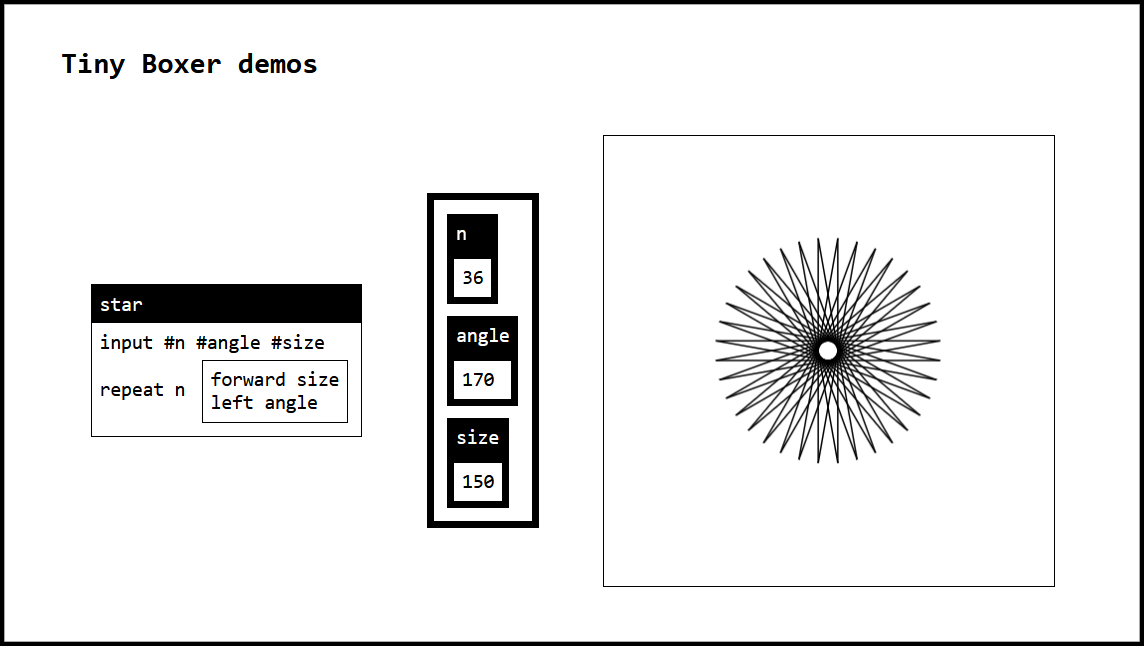 Tiny Boxer demos
star
input #n #angle #size
repeat n
forward size
left angle
n
36
angle
170
size
150